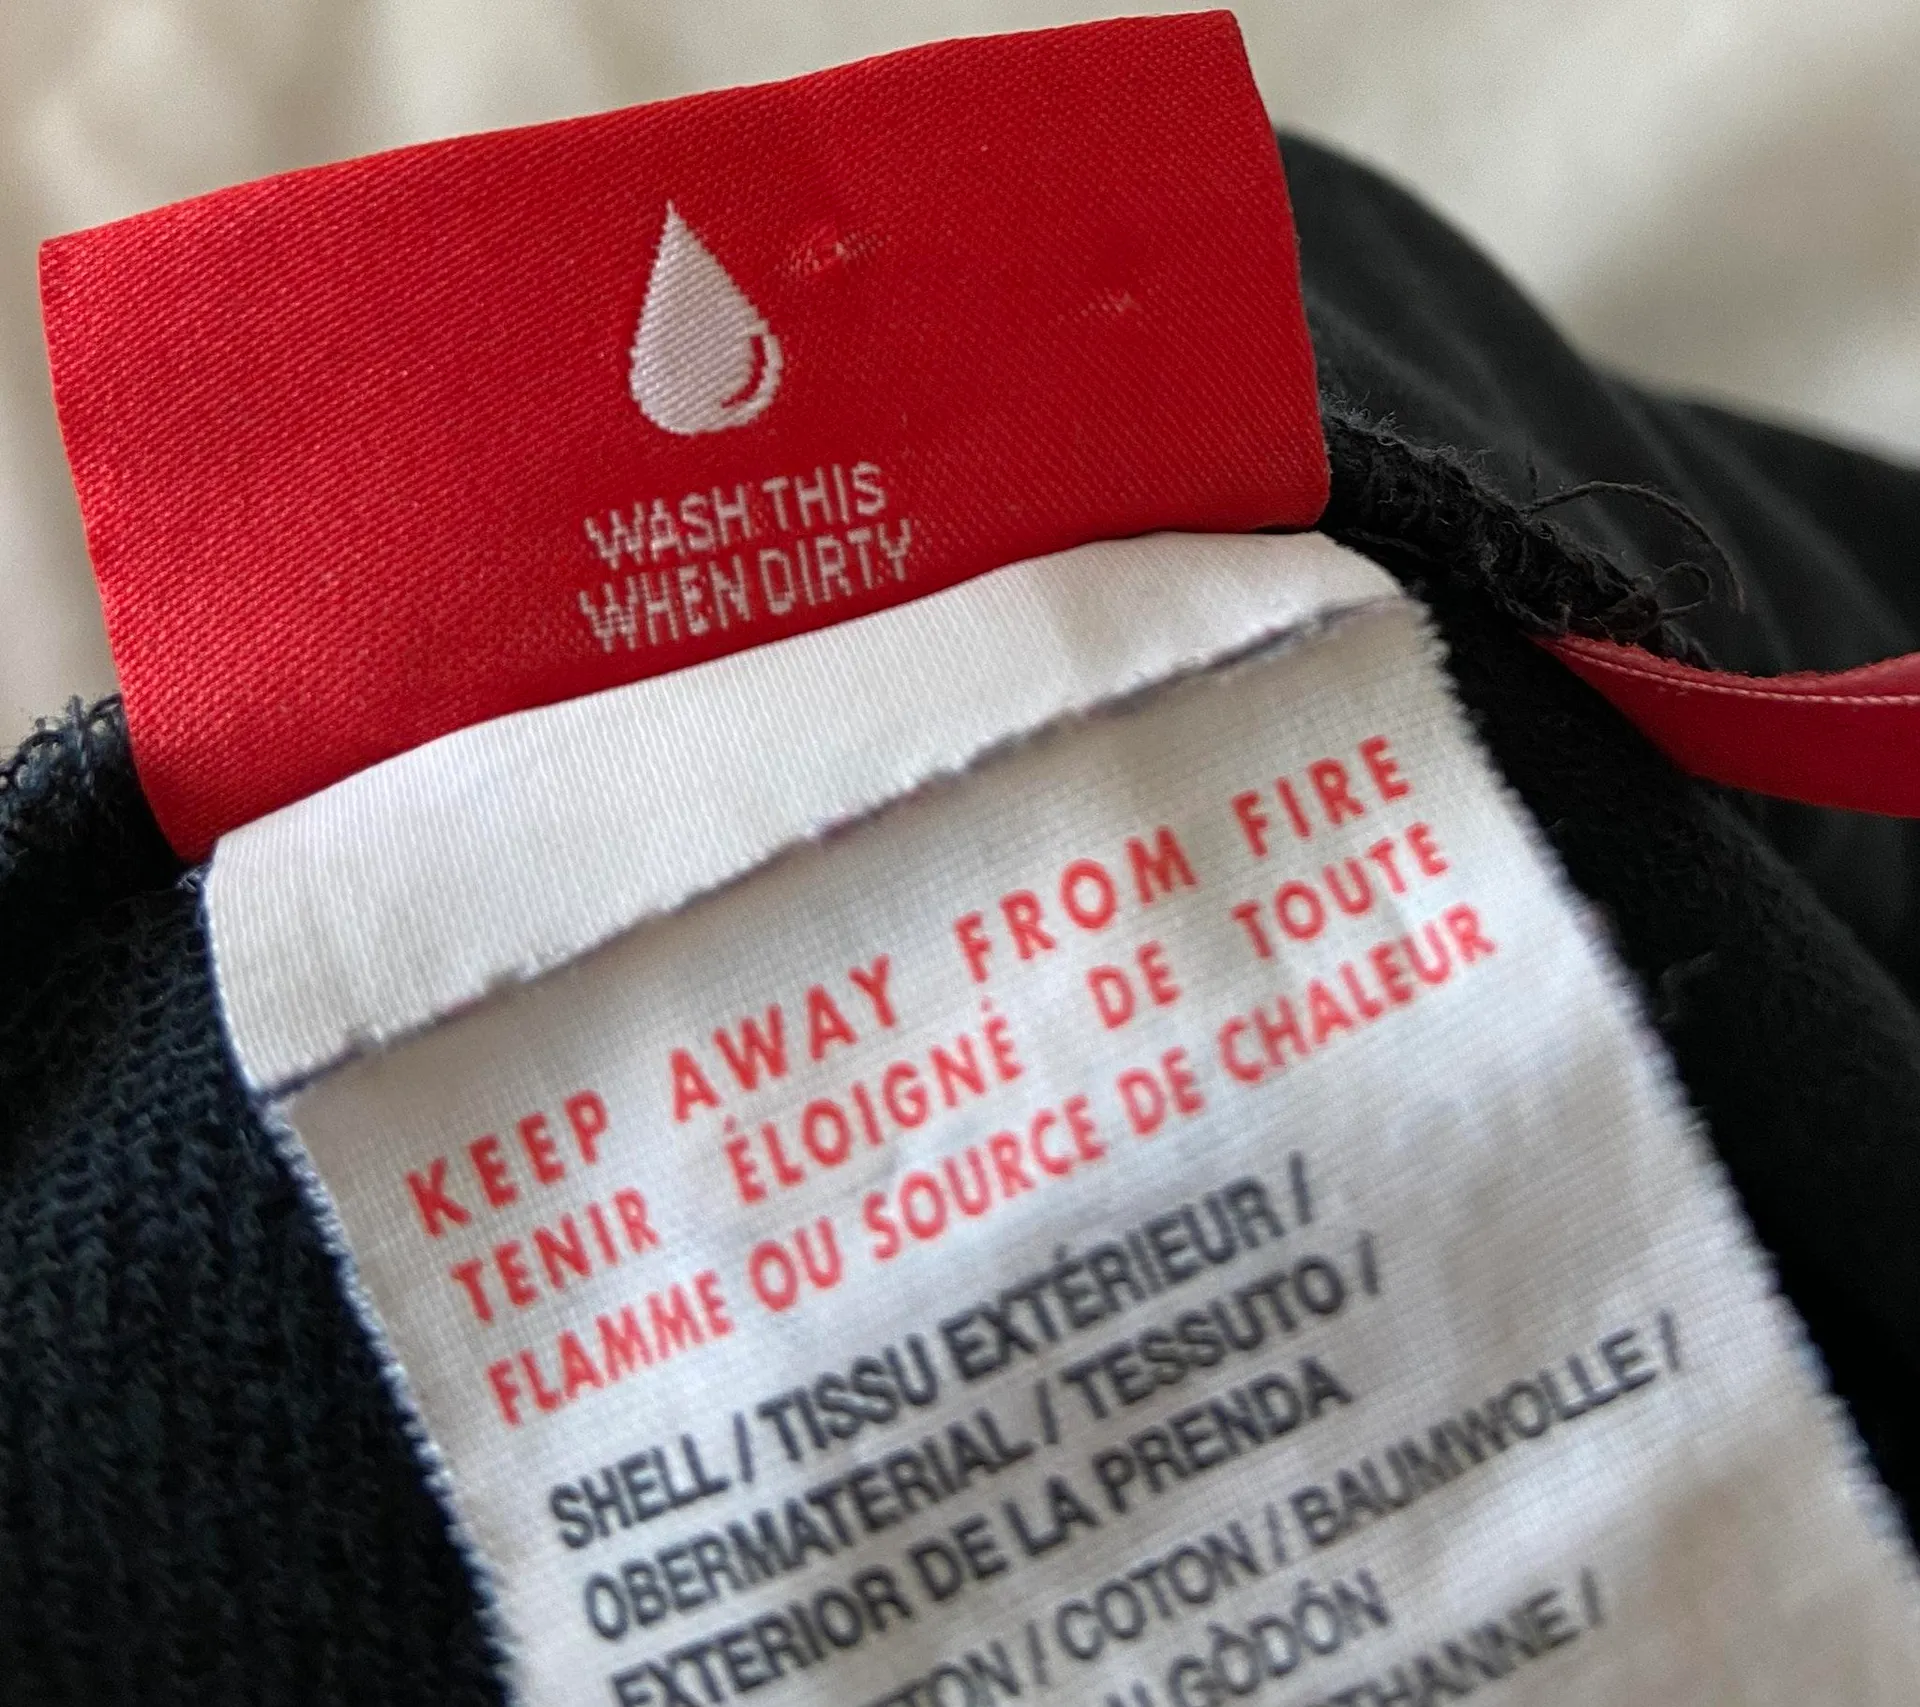 WASH THIS
WHEN DIRTY
KEEP AWAY FROM FIRE
TENIR ÉLOIGNÉ DE TOUTE
FLAMME OU SOURCE DE CHALEUR
SHELL / TISSU EXTÉRIEUR /
OBERMATERIAL / TESSUTO /
EXTERIOR DE LA PRENDA
/ COTON / BAUMWOLLE /